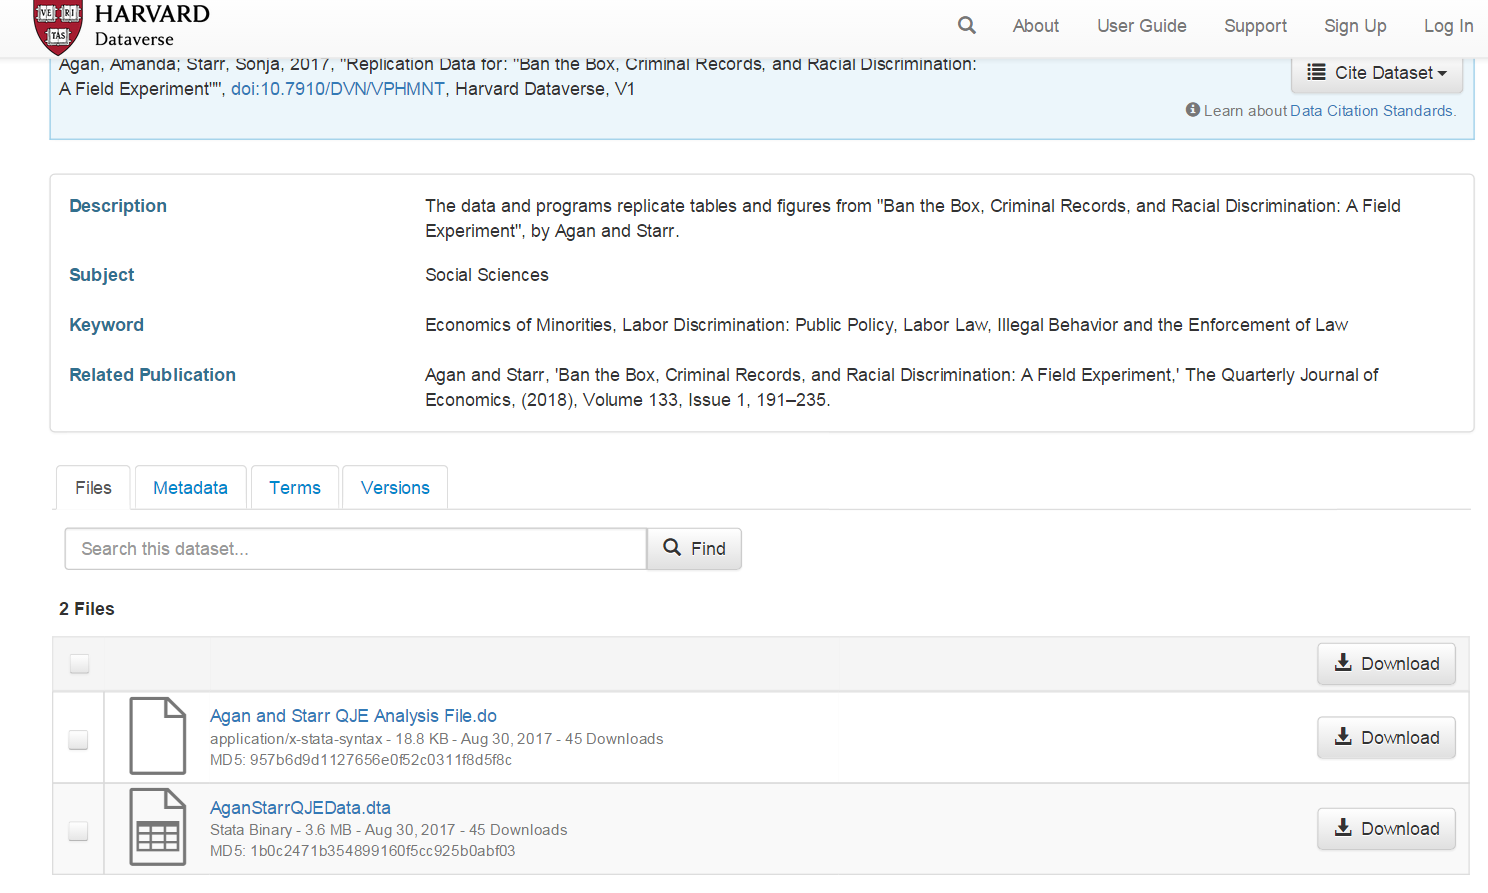 VE RI TAS
HARVARD
Dataverse
About User Guide Support Sign Up Log In
Agan, Amanda; Starr, Sonja, 2017, "Replication Data for: "Ban the Box, Criminal Records, and Racial Discrimination:
A Field Experiment"", doi:10.7910/DVN/VPHMNT, Harvard Dataverse, V1
Cite Dataset
Learn about Data Citation Standards.
Description
The data and programs replicate tables and figures from "Ban the Box, Criminal Records, and Racial Discrimination: A Field
Experiment", by Agan and Starr.
Subject
Social Sciences
Keyword
Economics of Minorities, Labor Discrimination: Public Policy, Labor Law, Illegal Behavior and the Enforcement of Law
Related Publication
Agan and Starr, 'Ban the Box, Criminal Records, and Racial Discrimination: A Field Experiment,' The Quarterly Journal of
Economics, (2018), Volume 133, Issue 1, 191–235.
Files Metadata Terms Versions
Search this dataset... Find
2 Files
Download
Agan and Starr QJE Analysis File.do
application/x-stata-syntax - 18.8 KB - Aug 30, 2017 - 45 Downloads
MD5: 957b6d9d1127656e0f52c0311f8d5f8c
Download
AganStarrQJEData.dta
Stata Binary - 3.6 MB - Aug 30, 2017 - 45 Downloads
MD5: 1b0c2471b354899160f5cc925b0abf03
Download